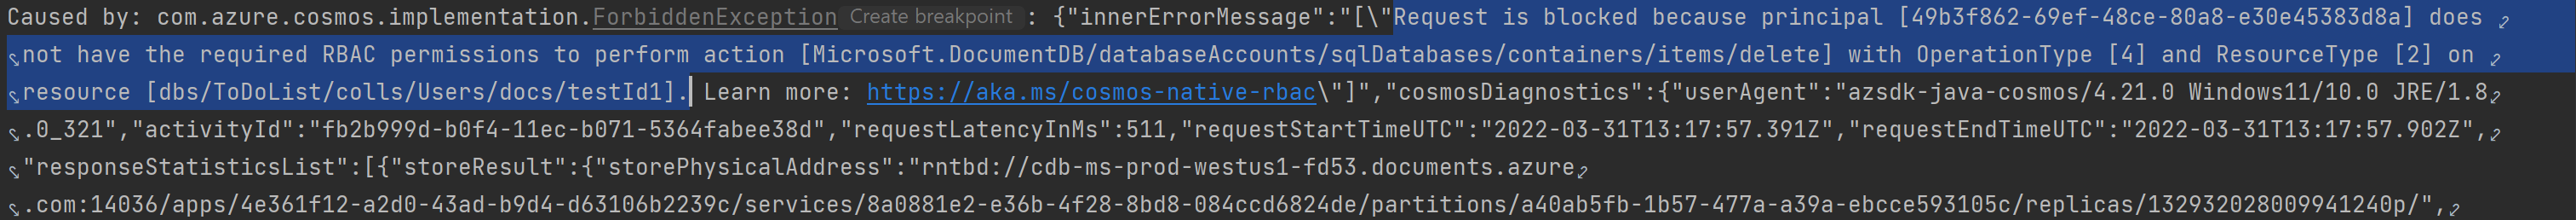 Caused by: com.azure.cosmos.implementation.ForbiddenException Create breakpoint : {"innerErrorMessage":"[\"Request is blocked because principal [49b3f862-69ef-48ce-80a8-e30e45383d8a] does
not have the required RBAC permissions to perform action [Microsoft.DocumentDB/databaseAccounts/sqlDatabases/containers/items/delete] with OperationType [4] and ResourceType [2] on
resource [dbs/ToDoList/colls/Users/docs/testId1]. Learn more: https://aka.ms/cosmos-native-rbac\"]","cosmosDiagnostics":{"userAgent":"azsdk-java-cosmos/4.21.0 Windows11/10.0 JRE/1.8
.0_321","activityId":"fb2b999d-b0f4-11ec-b071-5364fabee38d","requestLatencyInMs":511,"requestStartTimeUTC":"2022-03-31T13:17:57.391Z","requestEndTimeUTC":"2022-03-31T13:17:57.902Z",
"responseStatisticsList":[{"storeResult":{"storePhysicalAddress":"rntbd://cdb-ms-prod-westus1-fd53.documents.azure
.com:14036/apps/4e361f12-a2d0-43ad-b9d4-d63106b2239c/services/8a0881e2-e36b-4f28-8bd8-084ccd6824de/partitions/a40ab5fb-1b57-477a-a39a-ebcce593105c/replicas/132932028009941240p/",